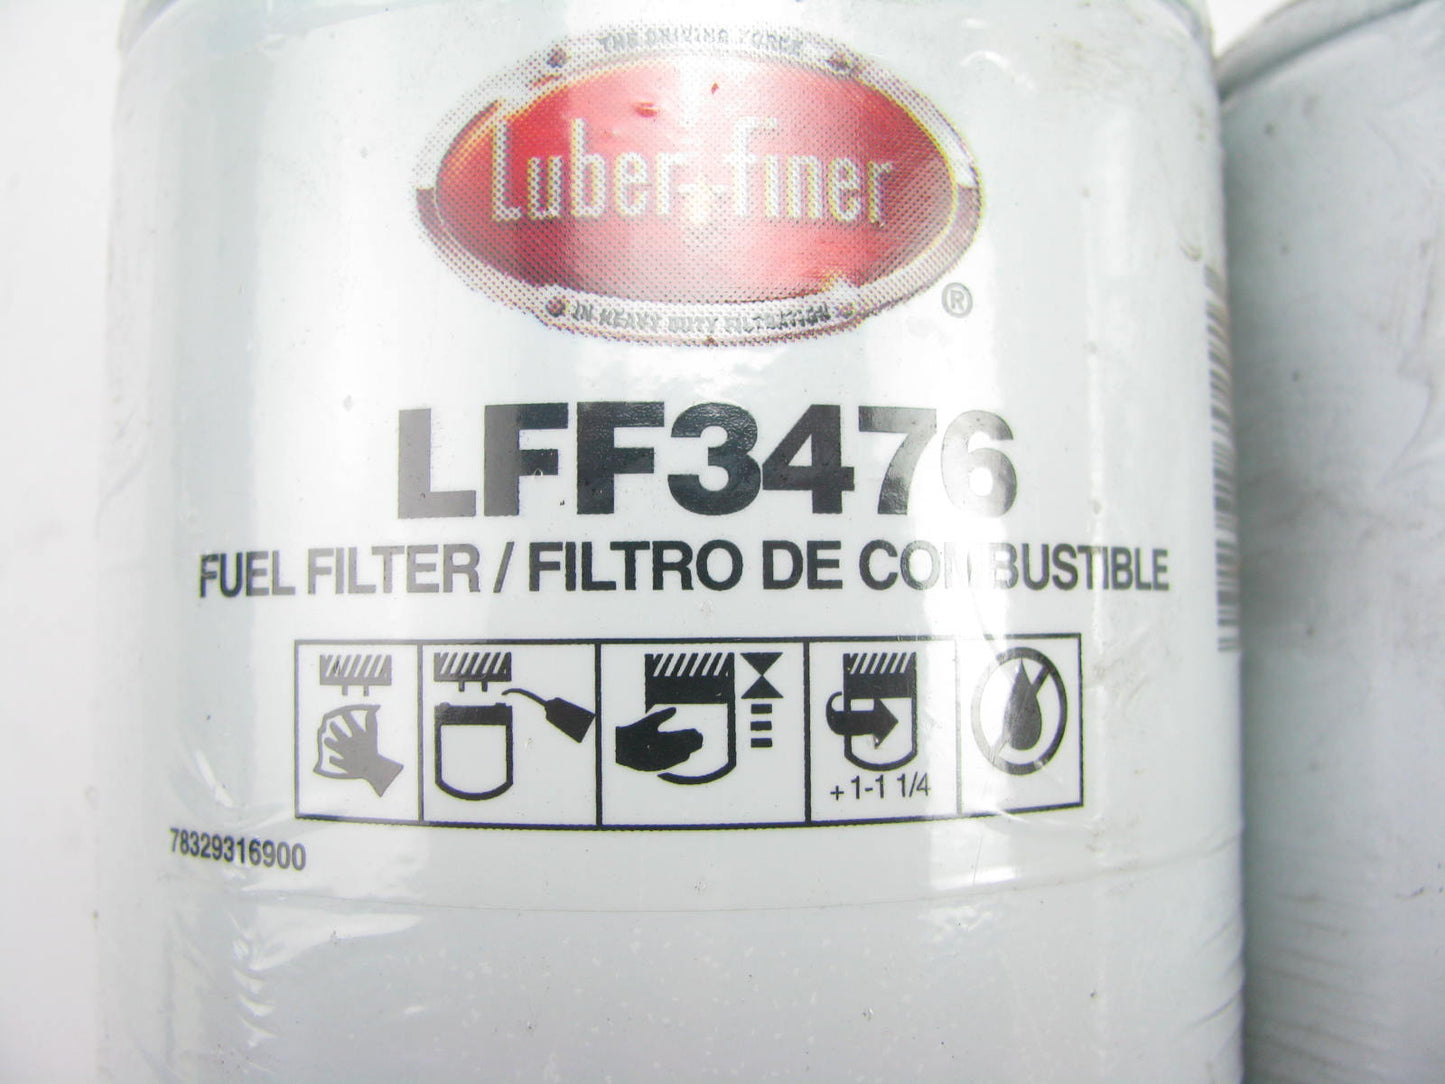 THE DRIVING FORCE
Luber-finer
IN HEAVY DUTY FILTRATION
®
LFF3476
FUEL FILTER / FILTRO DE COMBUSTIBLE
+1-1 1/4
78329316900